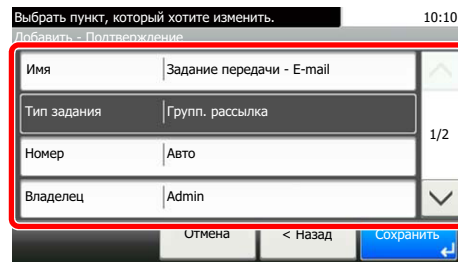 Выбрать пункт, который хотите изменить. 10:10
Добавить - Подтверждение
Имя Задание передачи - E-mail
Тип задания Групп. рассылка
1/2
Номер Авто
Владелец Admin
Отмена < Назад Сохранить